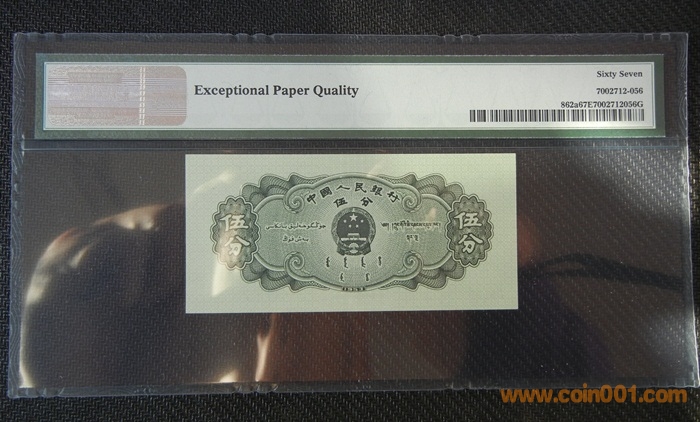 Sixty Seven
Exceptional Paper Quality
7002712-056
862a67E7002712056G
中國人民銀行
伍分
伍分
伍分
www.coin001.com